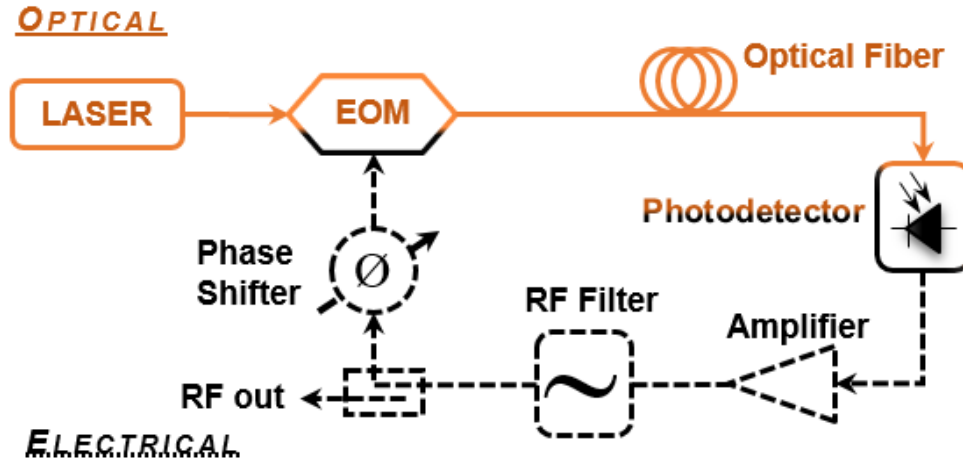 OPTICAL
Optical Fiber
LASER
EOM
Photodetector
Phase
Shifter
Ø
RF Filter
Amplifier
~
RF out
ELECTRICAL